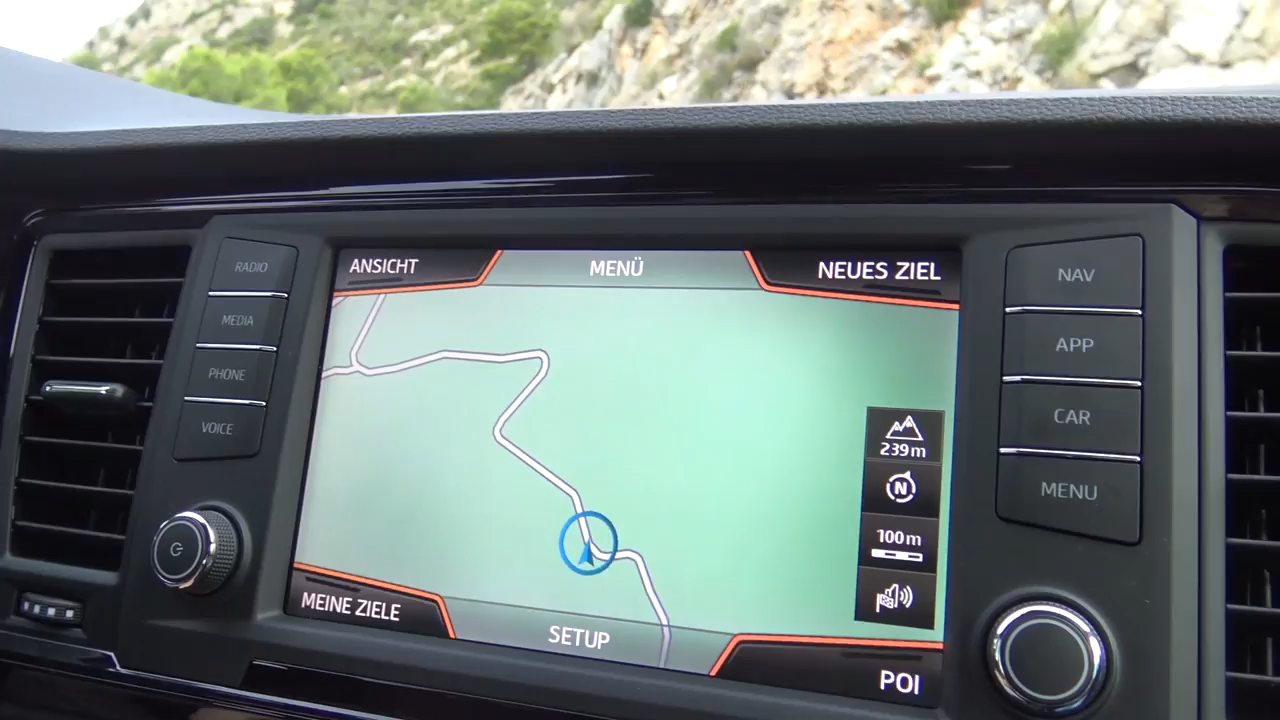 RADIO
MEDIA
PHONE
VOICE
ANSICHT
MENÜ
NEUES ZIEL
239m
N
100m
MEINE ZIELE
SETUP
POI
NAV
APP
CAR
MENU